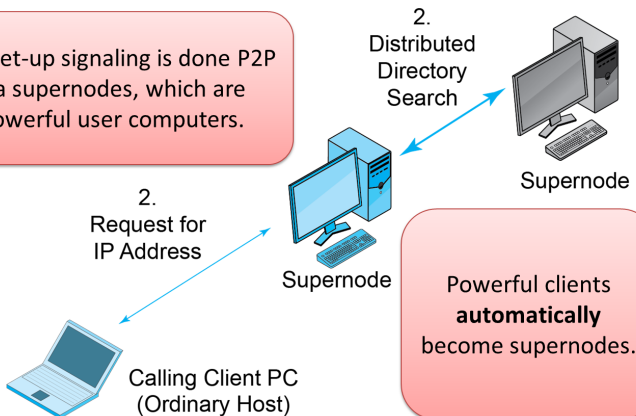 et-up signaling is done P2P
a supernodes, which are
owerful user computers.
2.
Distributed
Directory
Search
Supernode
2.
Request for
IP Address
Supernode
Powerful clients
automatically
become supernodes.
Calling Client PC
(Ordinary Host)